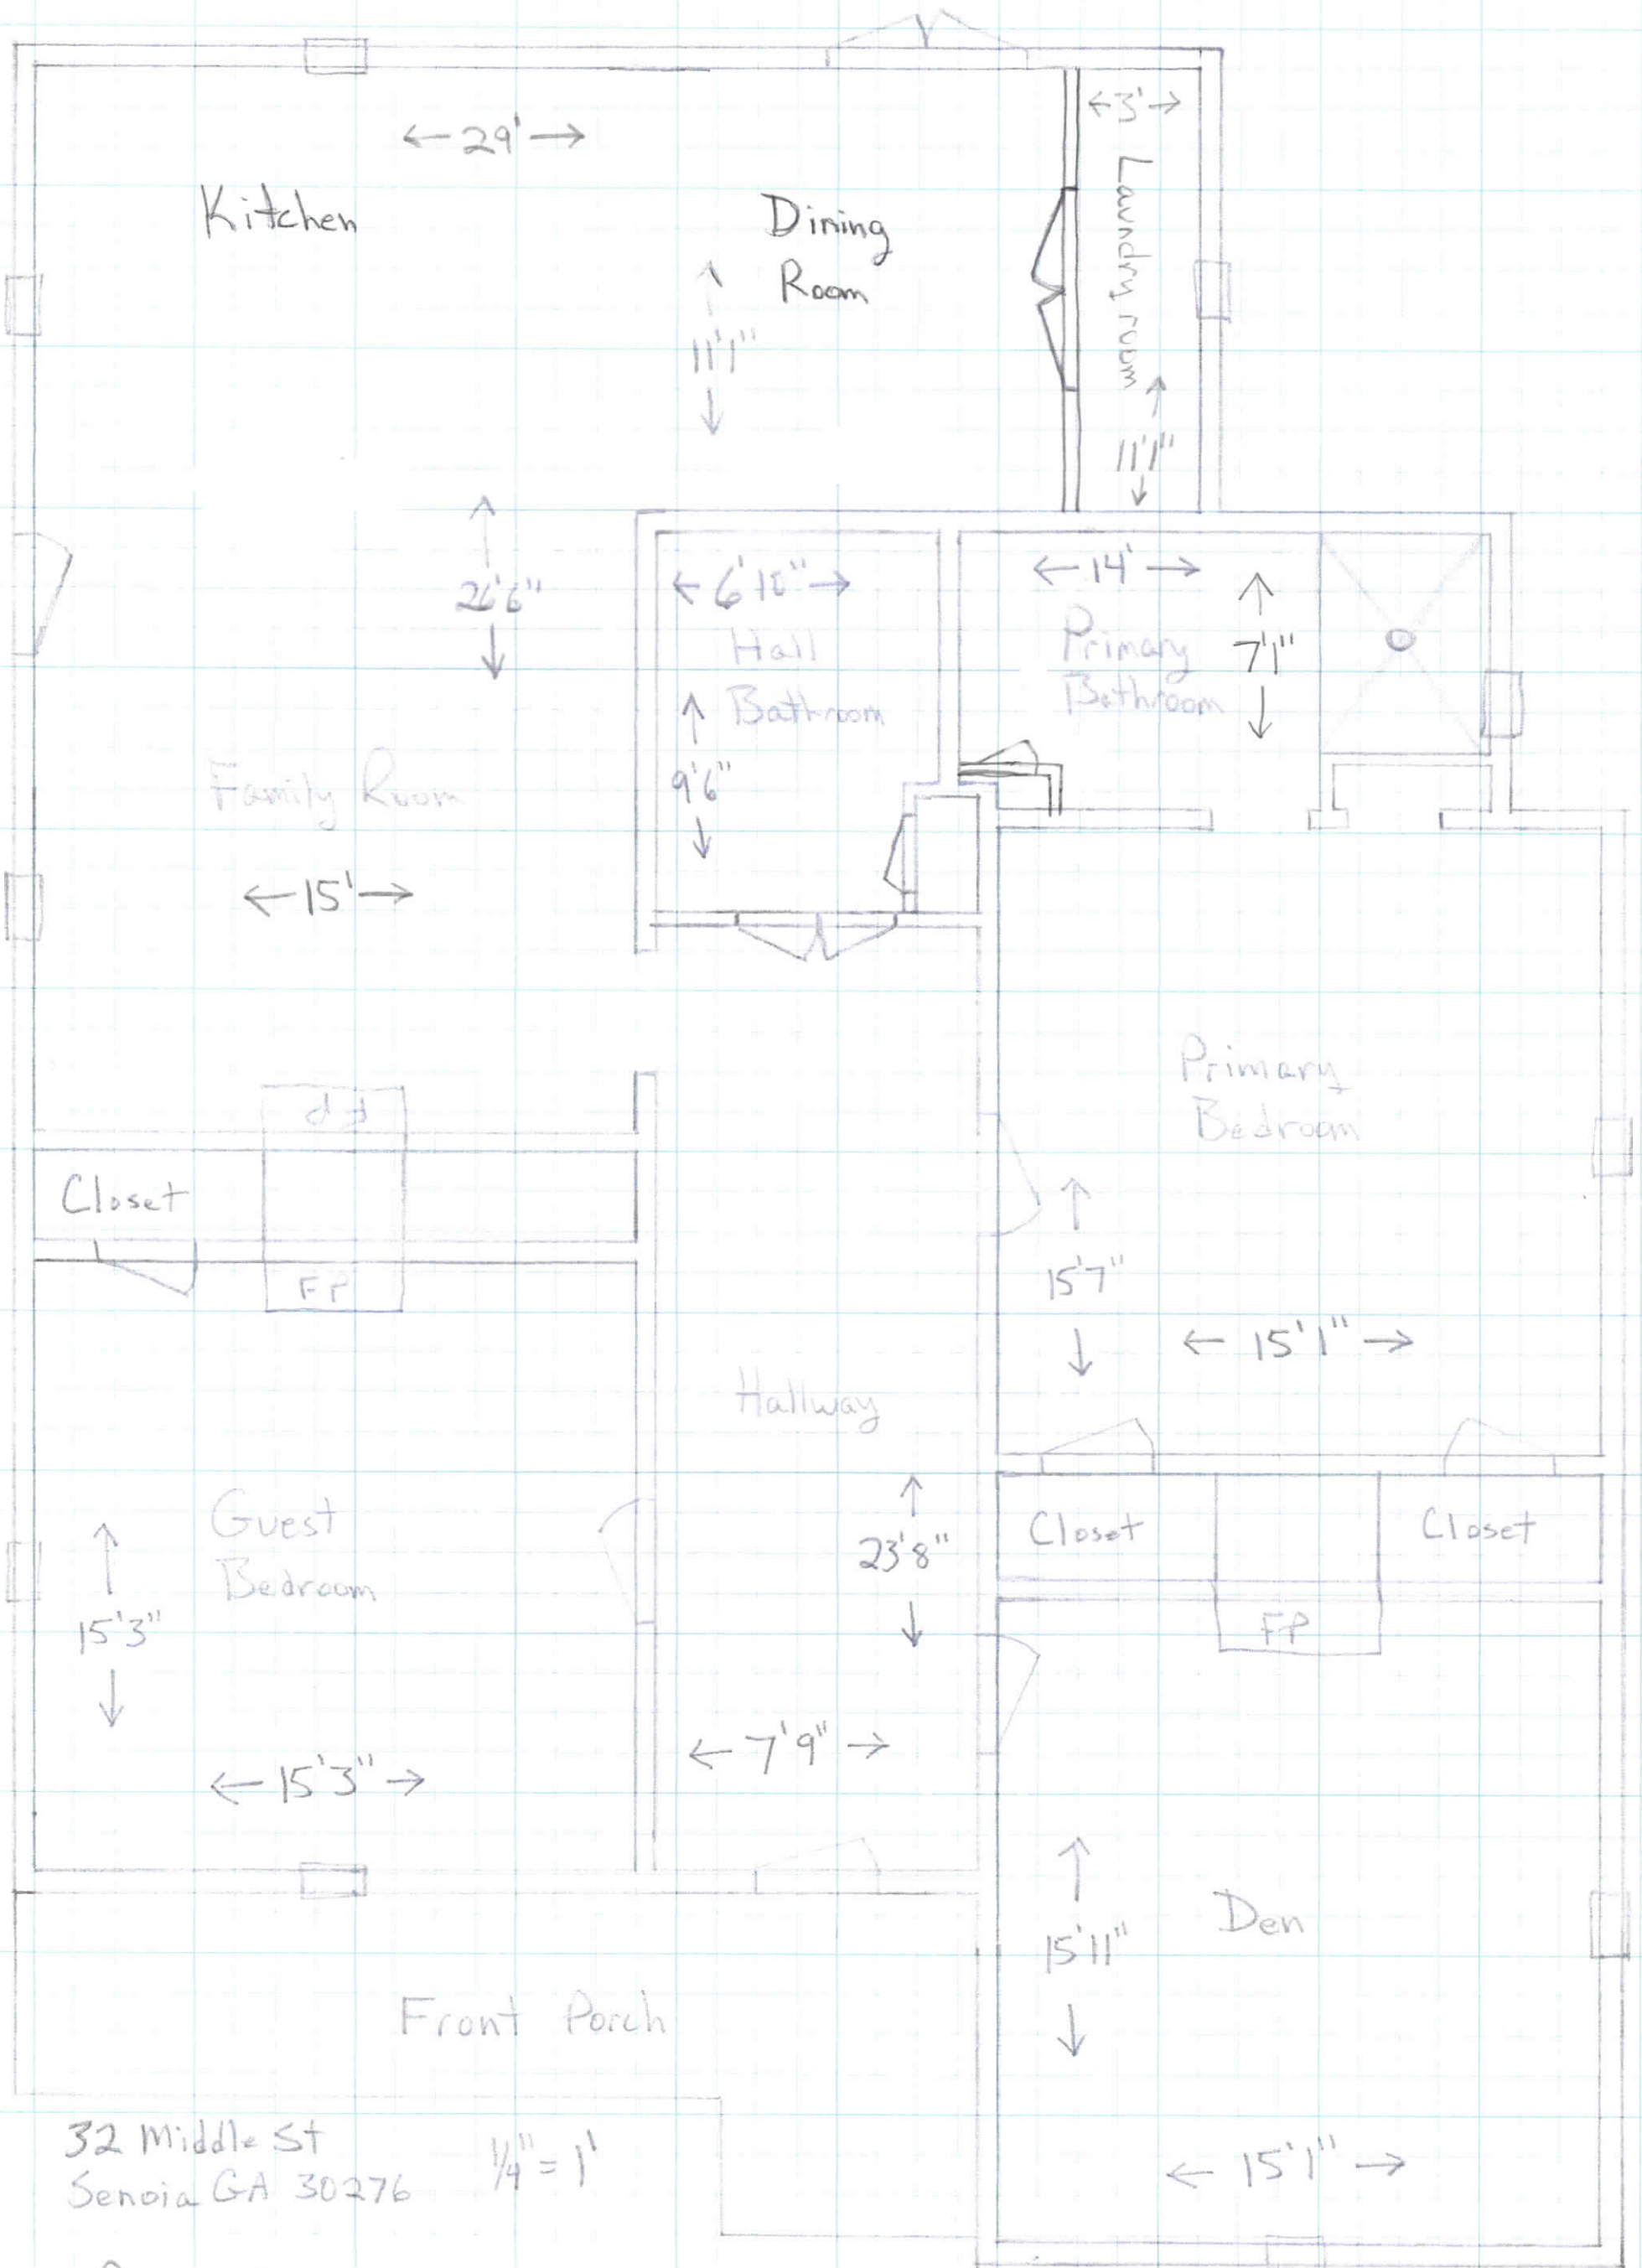 29'
3'
Kitchen
Dining
Room
Laundry room
11'1"
11'1"
26'6"
6'10"
Hall
Bathroom
9'6"
14'
Primary
Bathroom
7'1"
Family Room
15'
Primary
Bedroom
FP
Closet
FP
15'7"
15'1"
Hallway
Guest
Bedroom
15'3"
15'3"
23'8"
7'9"
Closet
Closet
FP
15'11"
Den
Front Porch
15'1"
32 Middle St
Senoia GA 30276
1/4" = 1'